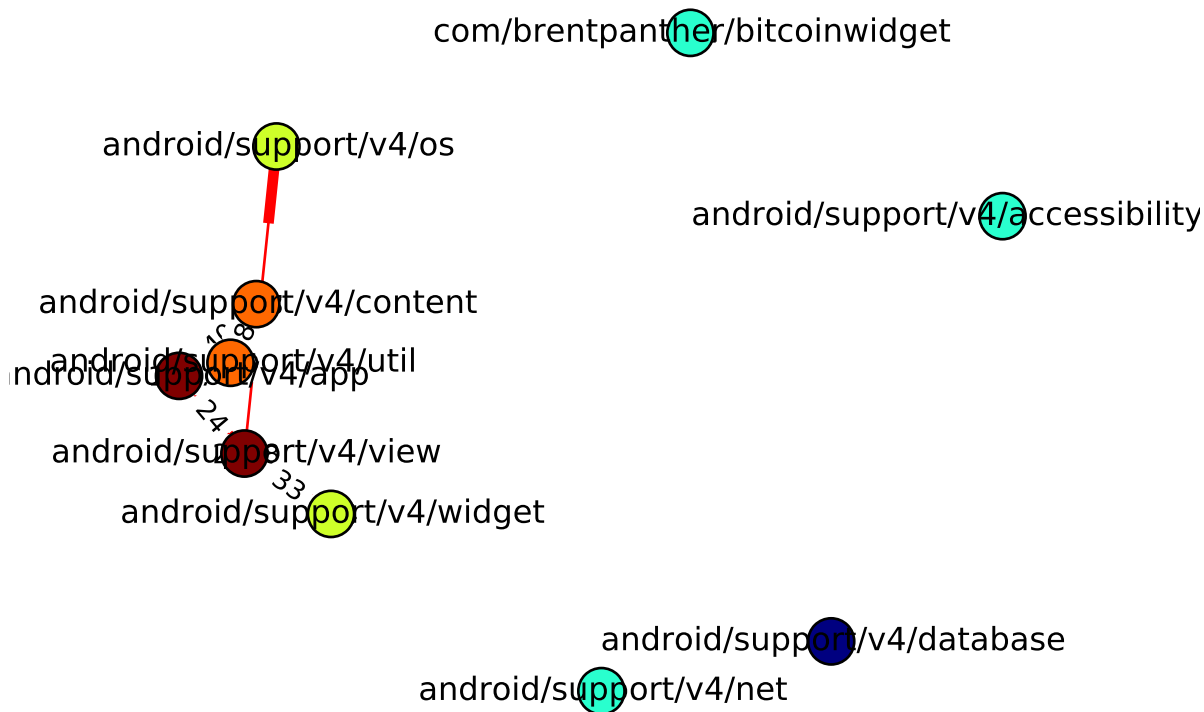 com/brentpanther/bitcoinwidget
android/support/v4/os
android/support/v4/accessibility
android/support/v4/content
8
android/support/v4/util
android/support/v4/app
24
android/support/v4/view
33
android/support/v4/widget
android/support/v4/database
android/support/v4/net